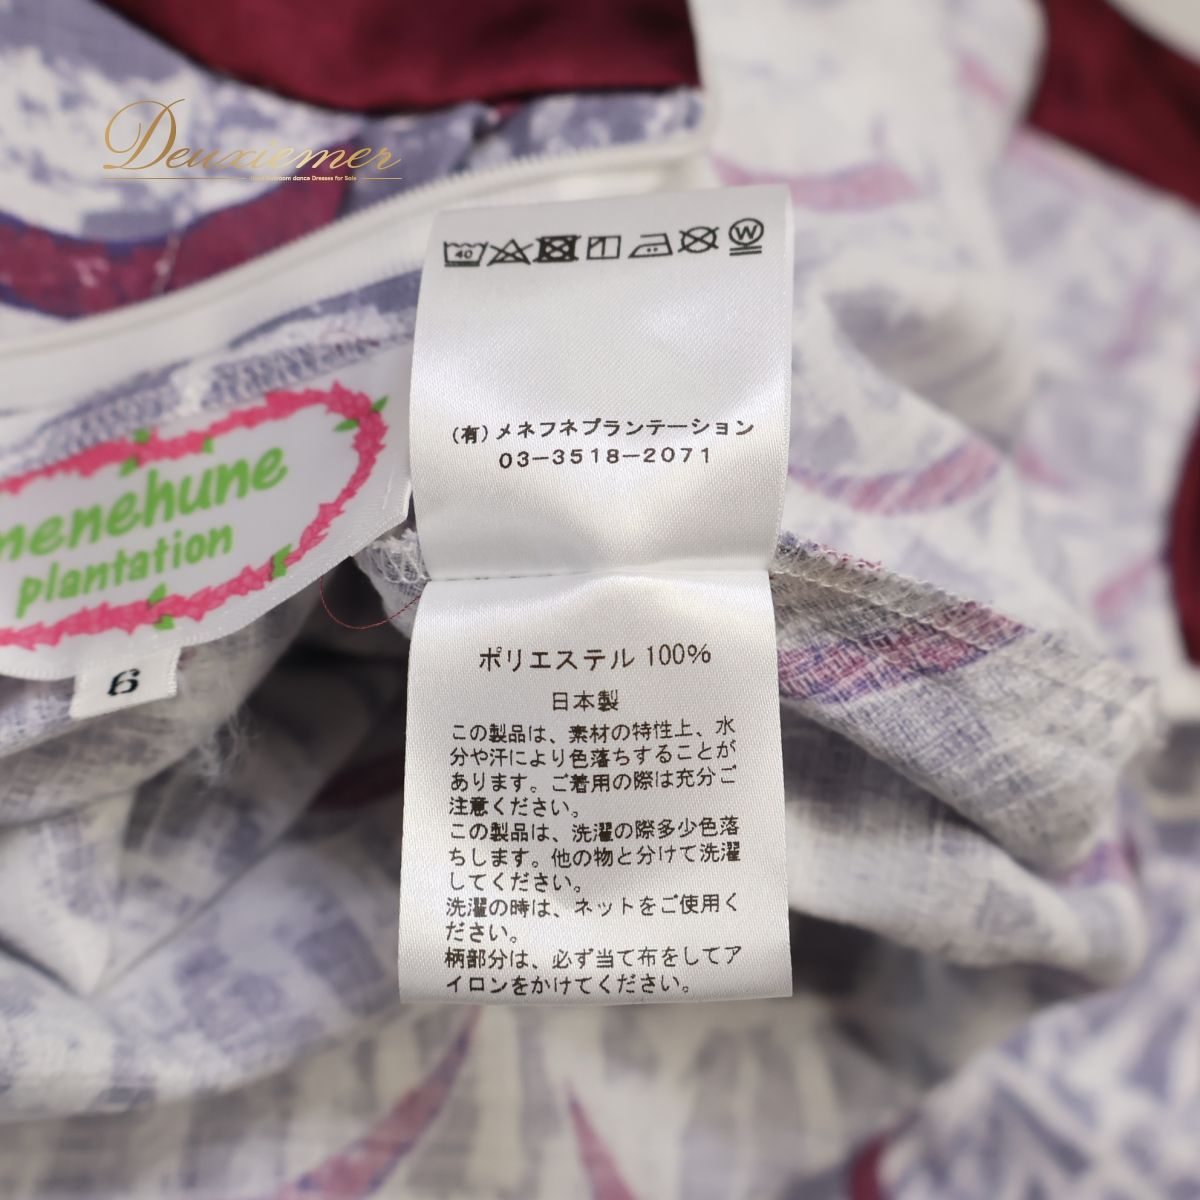 Deuxiemer
40
W
(有)メネフネプランテーション
03-3518-2071
menehune
plantation
6
ポリエステル 100%
日本製
この製品は、素材の特性上、水
分や汗により色落ちすることが
あります。ご着用の際は充分ご
注意ください。
この製品は、洗濯の際多少色落
ちします。他の物と分けて洗濯
してください。
洗濯の時は、ネットをご使用く
ださい。
柄部分は、必ず当て布をしてア
イロンをかけてください。